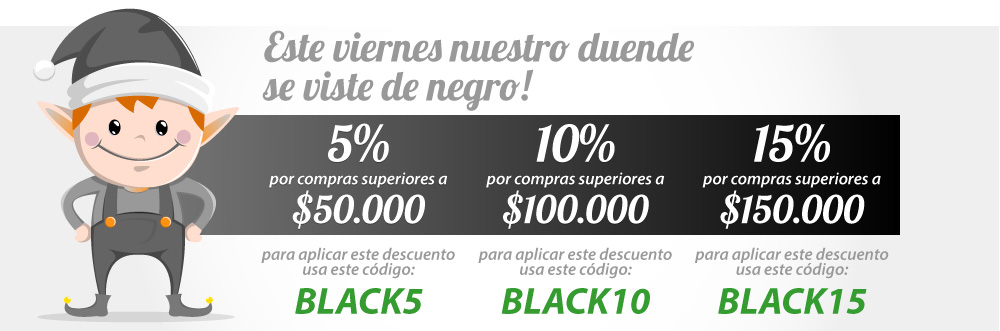 Este viernes nuestro duende
se viste de negro!
5%
por compras superiores a
$50.000
para aplicar este descuento
usa este código:
BLACK5
10%
por compras superiores a
$100.000
para aplicar este descuento
usa este código:
BLACK10
15%
por compras superiores a
$150.000
para aplicar este descuento
usa este código:
BLACK15